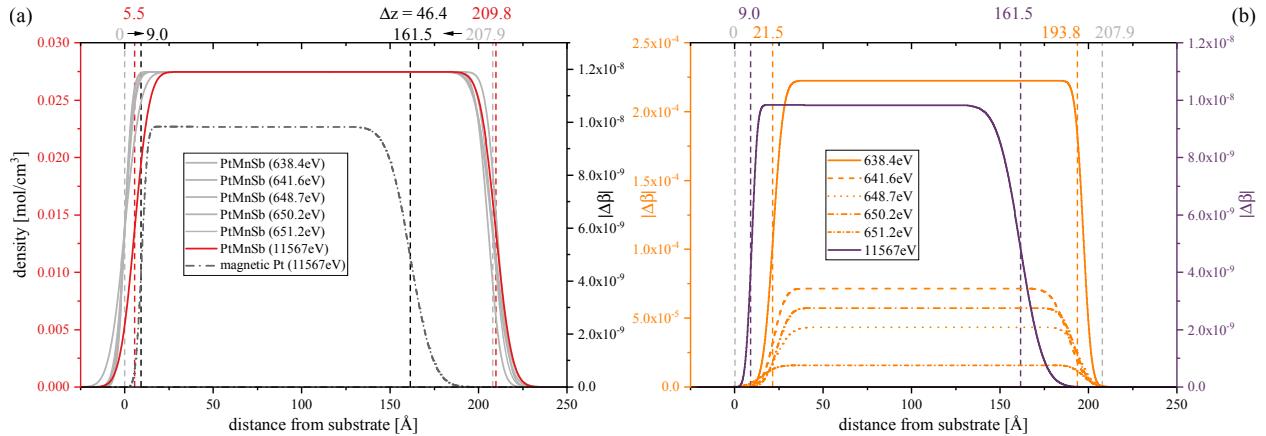 (a)
5.5
Δz = 46.4
209.8
0
9.0
161.5
207.9
0.030
0.025
0.020
0.015
0.010
0.005
0.000
density [mol/cm³]
1.2x10⁻⁸
1.0x10⁻⁸
8.0x10⁻⁹
6.0x10⁻⁹
4.0x10⁻⁹
2.0x10⁻⁹
0.0
|Δβ|
PtMnSb (638.4eV)
PtMnSb (641.6eV)
PtMnSb (648.7eV)
PtMnSb (650.2eV)
PtMnSb (651.2eV)
PtMnSb (11567eV)
magnetic Pt (11567eV)
0
50
100
150
200
250
distance from substrate [Å]
(b)
9.0
161.5
0
21.5
193.8
207.9
2.5x10⁻⁴
2.0x10⁻⁴
1.5x10⁻⁴
1.0x10⁻⁴
5.0x10⁻⁵
0.0
|Δβ|
1.2x10⁻⁸
1.0x10⁻⁸
8.0x10⁻⁹
6.0x10⁻⁹
4.0x10⁻⁹
2.0x10⁻⁹
0.0
|Δβ|
638.4eV
641.6eV
648.7eV
650.2eV
651.2eV
11567eV
0
50
100
150
200
250
distance from substrate [Å]